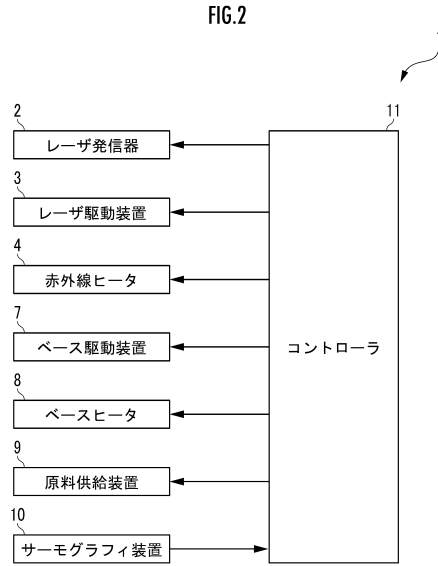 FIG.2
11
2
レーザ発信器
3
レーザ駆動装置
4
赤外線ヒータ
7
ベース駆動装置
コントローラ
8
ベースヒータ
9
原料供給装置
10
サーモグラフィ装置